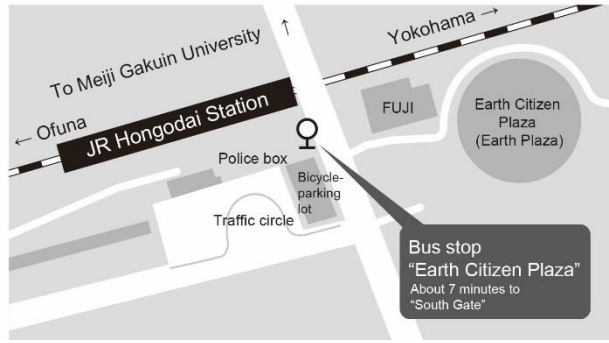 Yokohama →
To Meiji Gakuin University
↑
JR Hongodai Station
← Ofuna
FUJI
Earth Citizen
Plaza
(Earth Plaza)
Police box
Bicycle-
parking
lot
Traffic circle
Bus stop
“Earth Citizen Plaza”
About 7 minutes to
“South Gate”